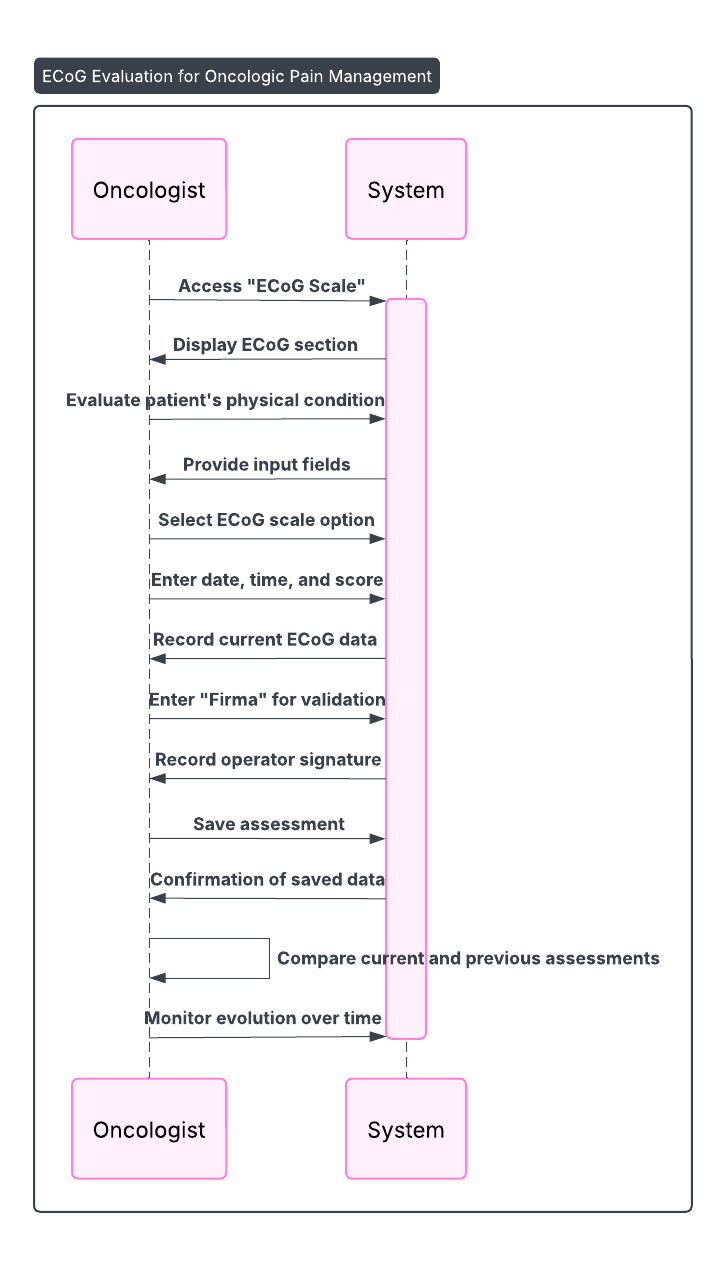 ECoG Evaluation for Oncologic Pain Management
Oncologist
System
Access "ECoG Scale"
Display ECoG section
Evaluate patient's physical condition
Provide input fields
Select ECoG scale option
Enter date, time, and score
Record current ECoG data
Enter "Firma" for validation
Record operator signature
Save assessment
Confirmation of saved data
Compare current and previous assessments
Monitor evolution over time
Oncologist
System